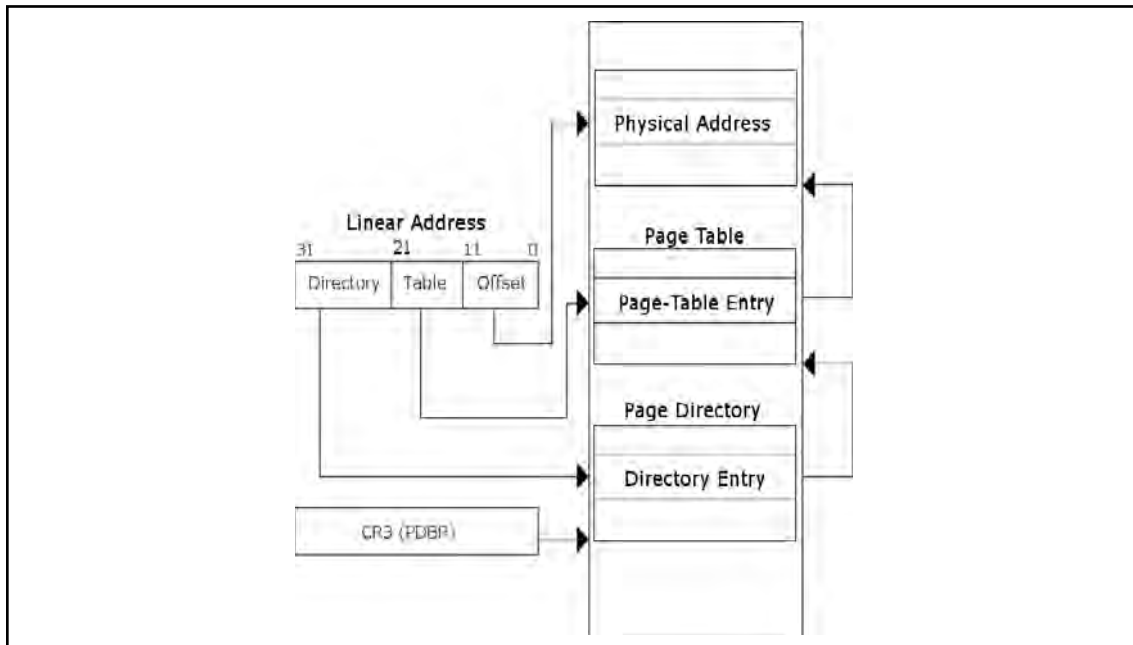 Physical Address
Linear Address
31 21 11 0
Directory Table Offset
Page Table
Page-Table Entry
Page Directory
Directory Entry
CR3 (PDBR)